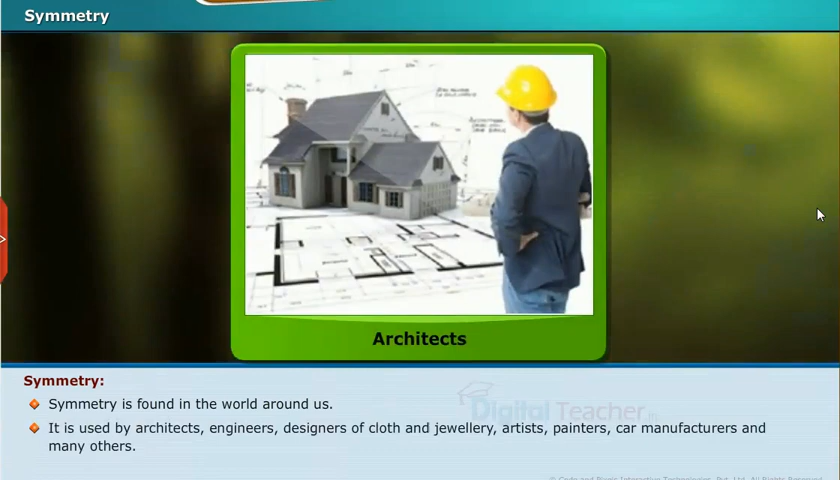 Symmetry
Architects
Symmetry:
Symmetry is found in the world around us.
Digital Teacher
It is used by architects, engineers, designers of cloth and jewellery, artists, painters, car manufacturers and
many others.